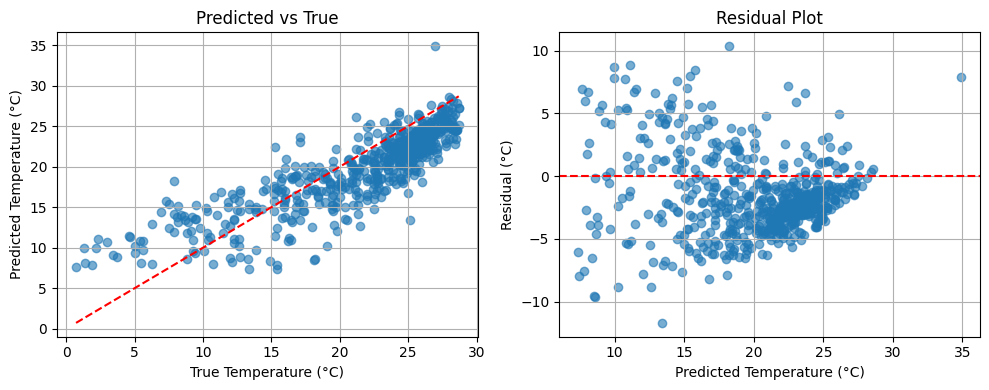 Predicted vs True
Predicted Temperature (°C)
35
30
25
20
15
10
5
0
0 5 10 15 20 25 30
True Temperature (°C)
Residual Plot
Residual (°C)
10
5
0
−5
−10
10 15 20 25 30 35
Predicted Temperature (°C)